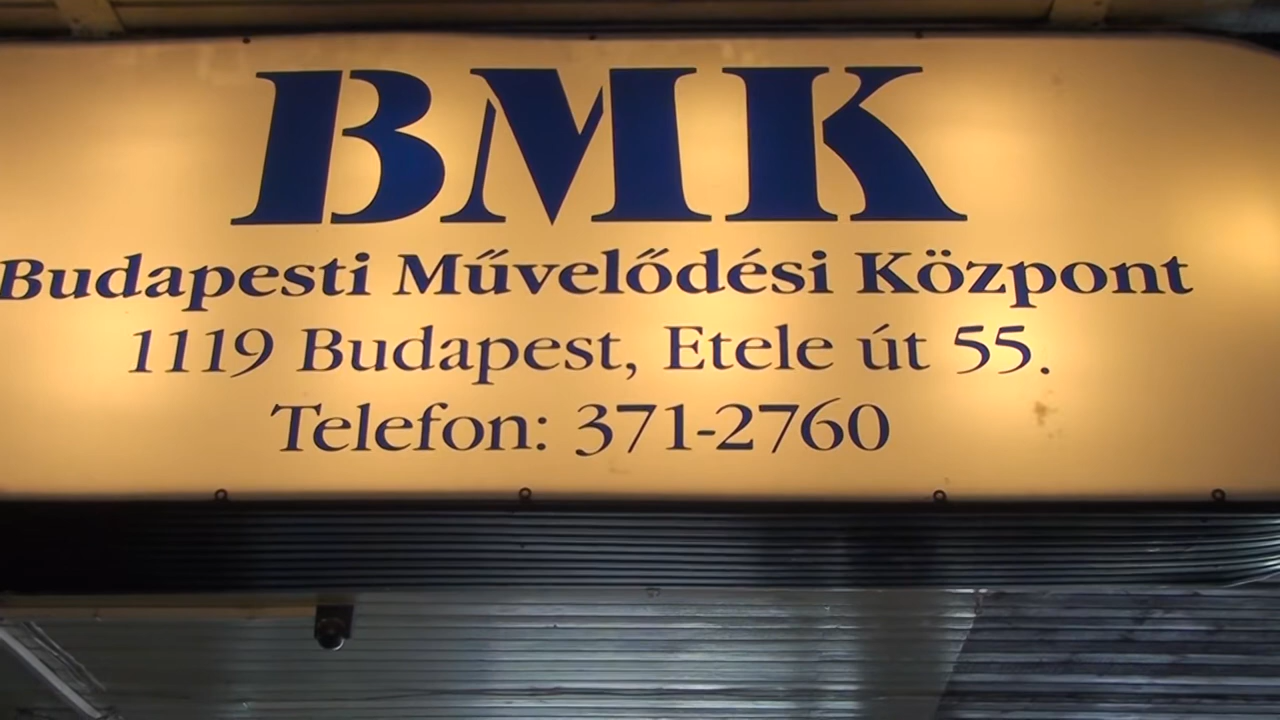 BMK
Budapesti Művelődési Központ
1119 Budapest, Etele út 55.
Telefon: 371-2760